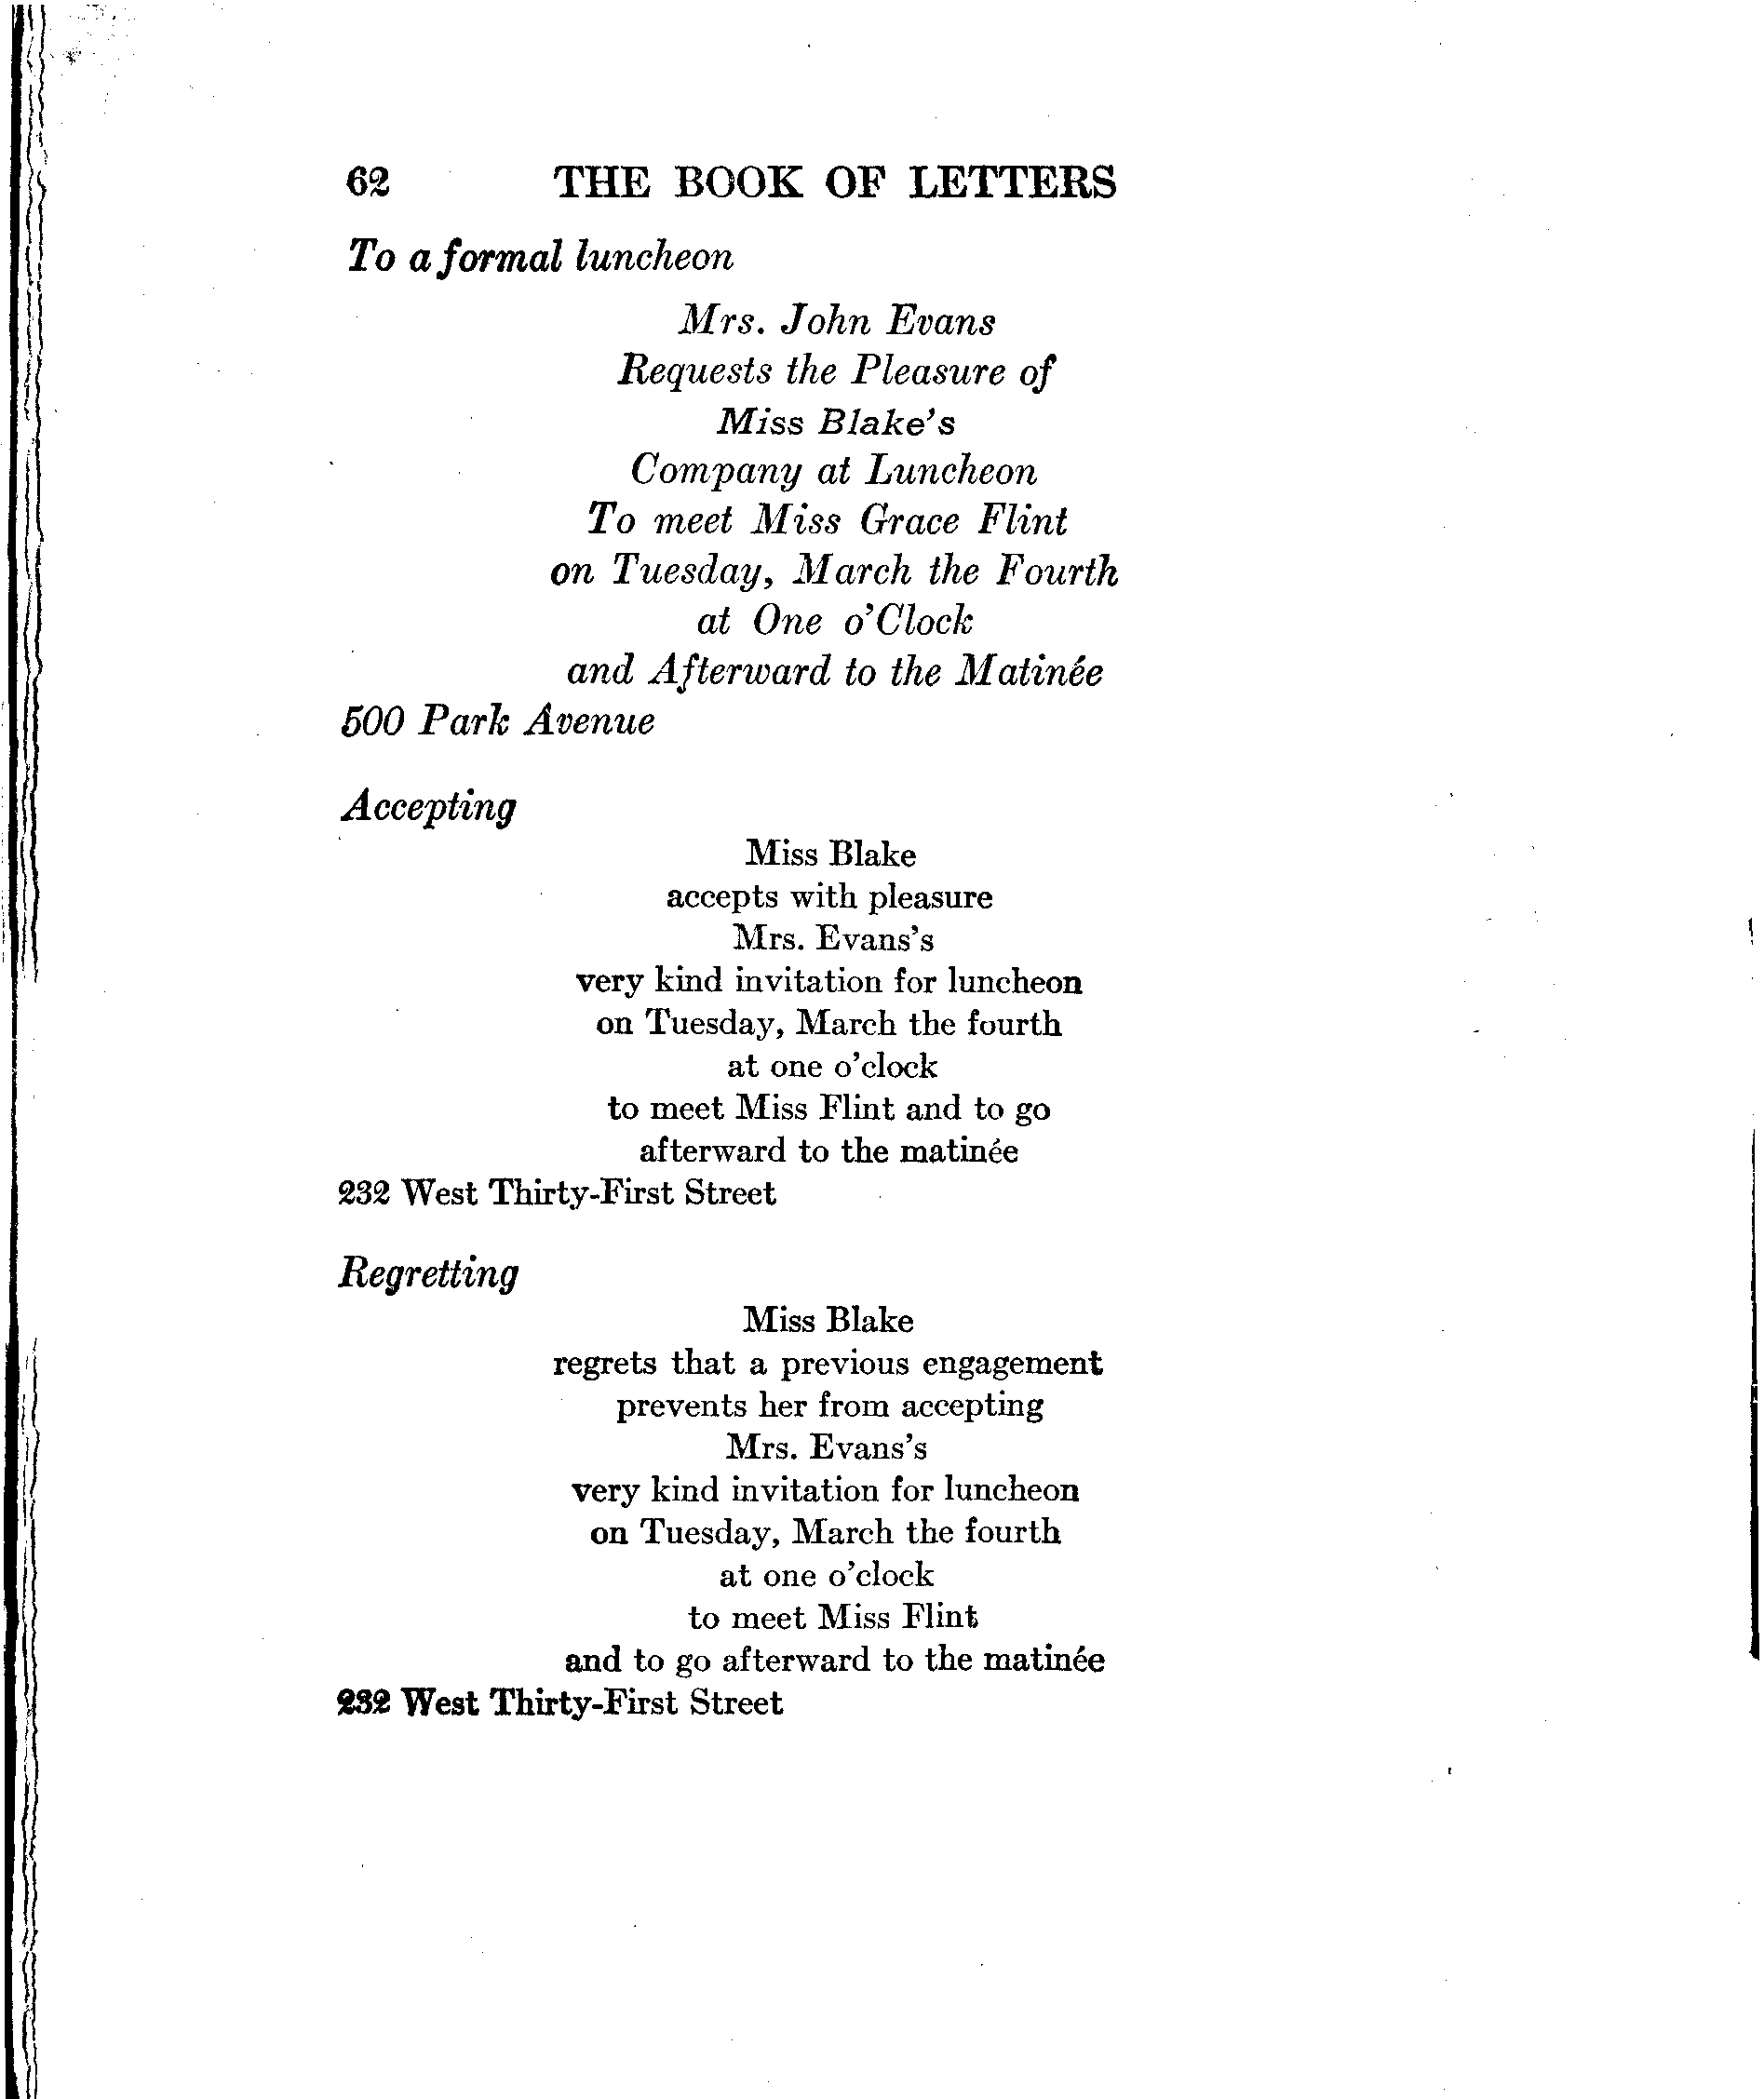 62 THE BOOK OF LETTERS
To a formal luncheon
Mrs. John Evans
Requests the Pleasure of
Miss Blake's
Company at Luncheon
To meet Miss Grace Flint
on Tuesday, March the Fourth
at One o'Clock
and Afterward to the Matinée
500 Park Avenue
Accepting
Miss Blake
accepts with pleasure
Mrs. Evans's
very kind invitation for luncheon
on Tuesday, March the fourth
at one o'clock
to meet Miss Flint and to go
afterward to the matinée
232 West Thirty-First Street
Regretting
Miss Blake
regrets that a previous engagement
prevents her from accepting
Mrs. Evans's
very kind invitation for luncheon
on Tuesday, March the fourth
at one o'clock
to meet Miss Flint
and to go afterward to the matinée
232 West Thirty-First Street